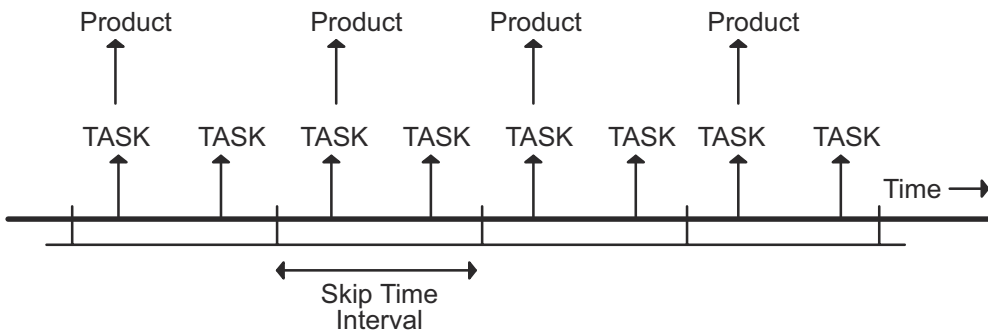 Product Product Product Product
TASK TASK TASK TASK TASK TASK TASK TASK
Time
Skip Time
Interval